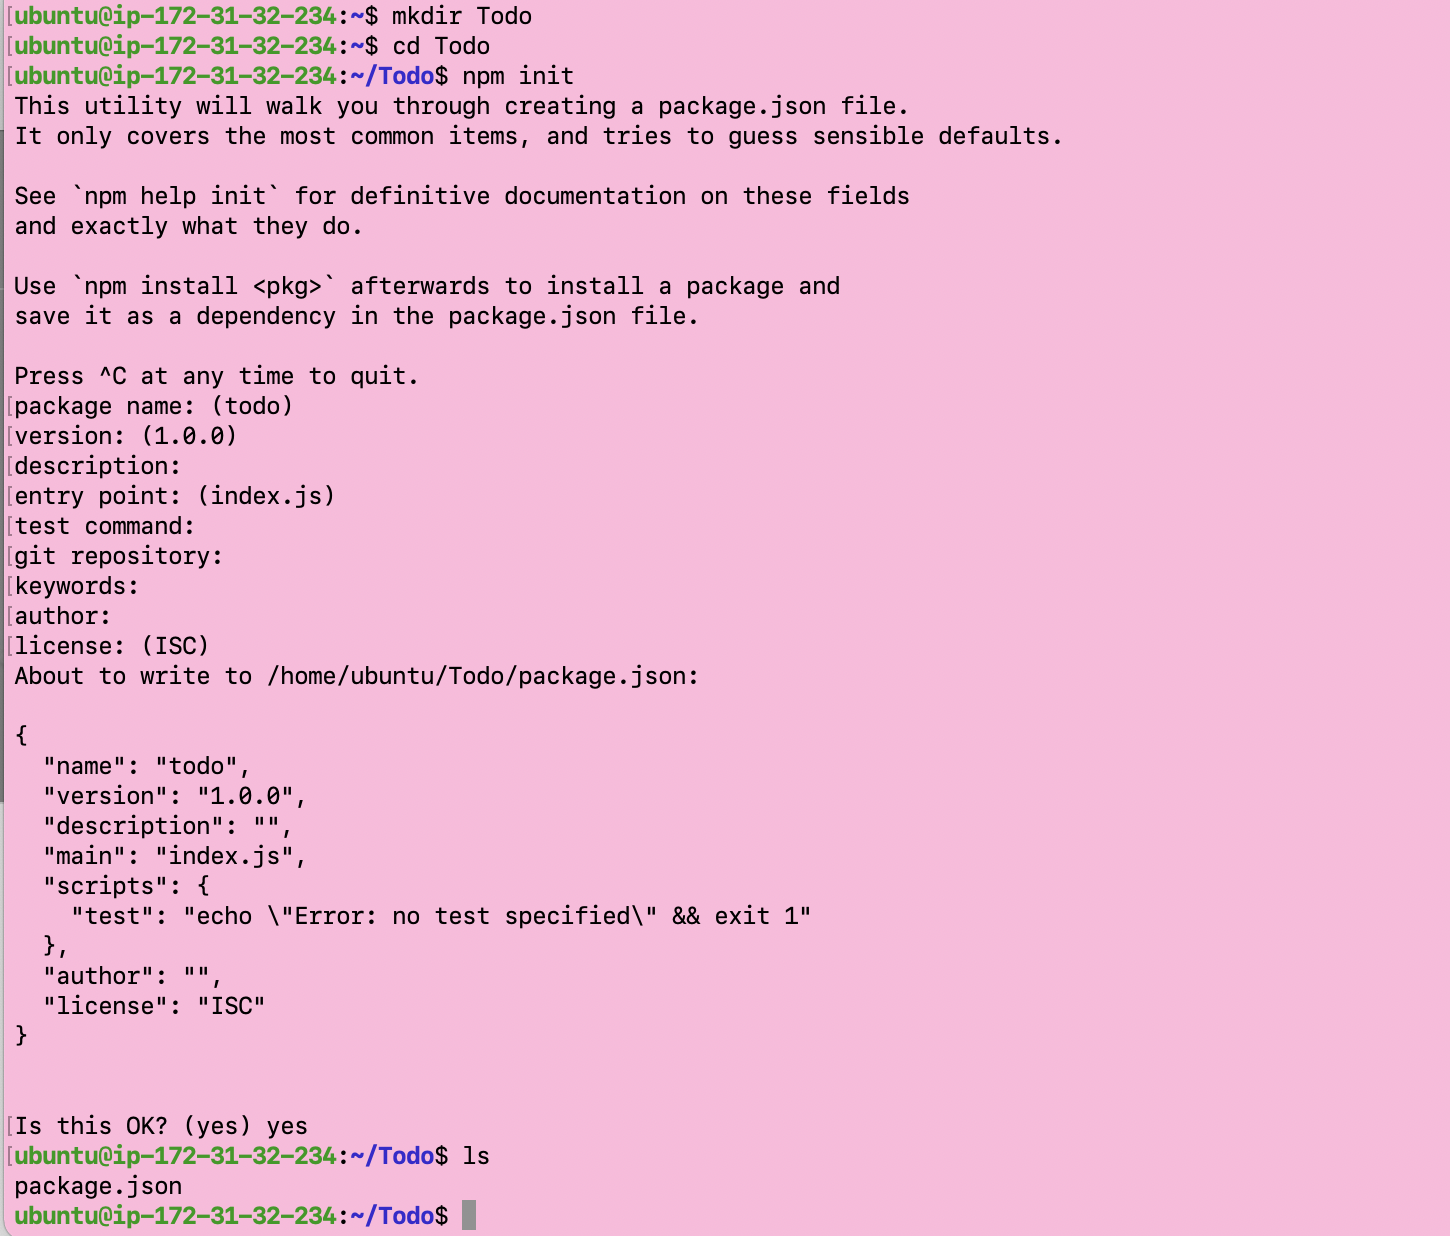 [ubuntu@ip-172-31-32-234:~$ mkdir Todo
[ubuntu@ip-172-31-32-234:~$ cd Todo
[ubuntu@ip-172-31-32-234:~/Todo$ npm init
This utility will walk you through creating a package.json file.
It only covers the most common items, and tries to guess sensible defaults.

See `npm help init` for definitive documentation on these fields
and exactly what they do.

Use `npm install <pkg>` afterwards to install a package and
save it as a dependency in the package.json file.

Press ^C at any time to quit.
[package name: (todo)
[version: (1.0.0)
[description:
[entry point: (index.js)
[test command:
[git repository:
[keywords:
[author:
[license: (ISC)
About to write to /home/ubuntu/Todo/package.json:

{
  "name": "todo",
  "version": "1.0.0",
  "description": "",
  "main": "index.js",
  "scripts": {
    "test": "echo \"Error: no test specified\" && exit 1"
  },
  "author": "",
  "license": "ISC"
}

[Is this OK? (yes) yes
[ubuntu@ip-172-31-32-234:~/Todo$ ls
package.json
ubuntu@ip-172-31-32-234:~/Todo$